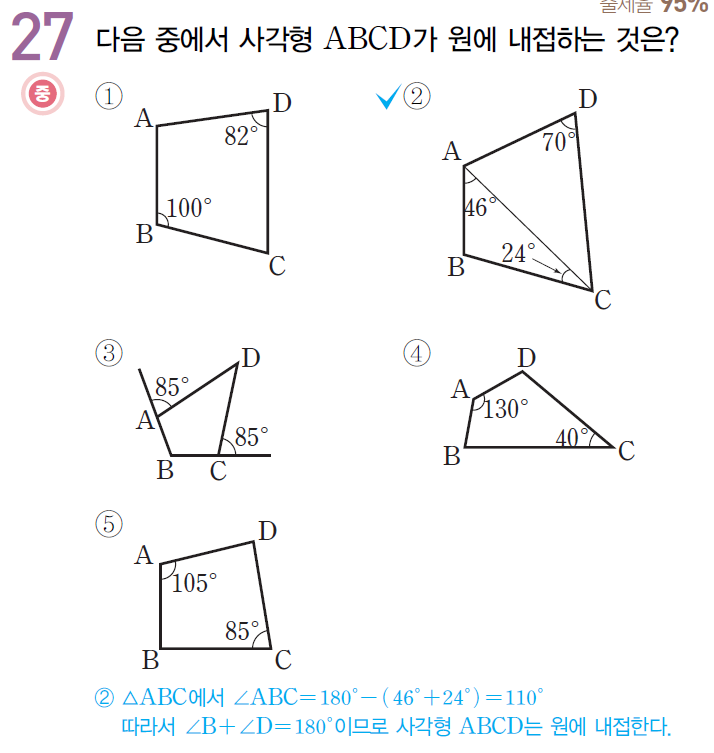 출제율 95%
27 다음 중에서 사각형 ABCD가 원에 내접하는 것은?
중
① ②
A D 82° 100° B C
A D 70° 46° 24° B C
③ ④
85° D A 85° B C
D A 130° 40° B C
⑤
A D 105° 85° B C
② △ABC에서 ∠ABC=180°-(46°+24°)=110°
따라서 ∠B+∠D=180°이므로 사각형 ABCD는 원에 내접한다.